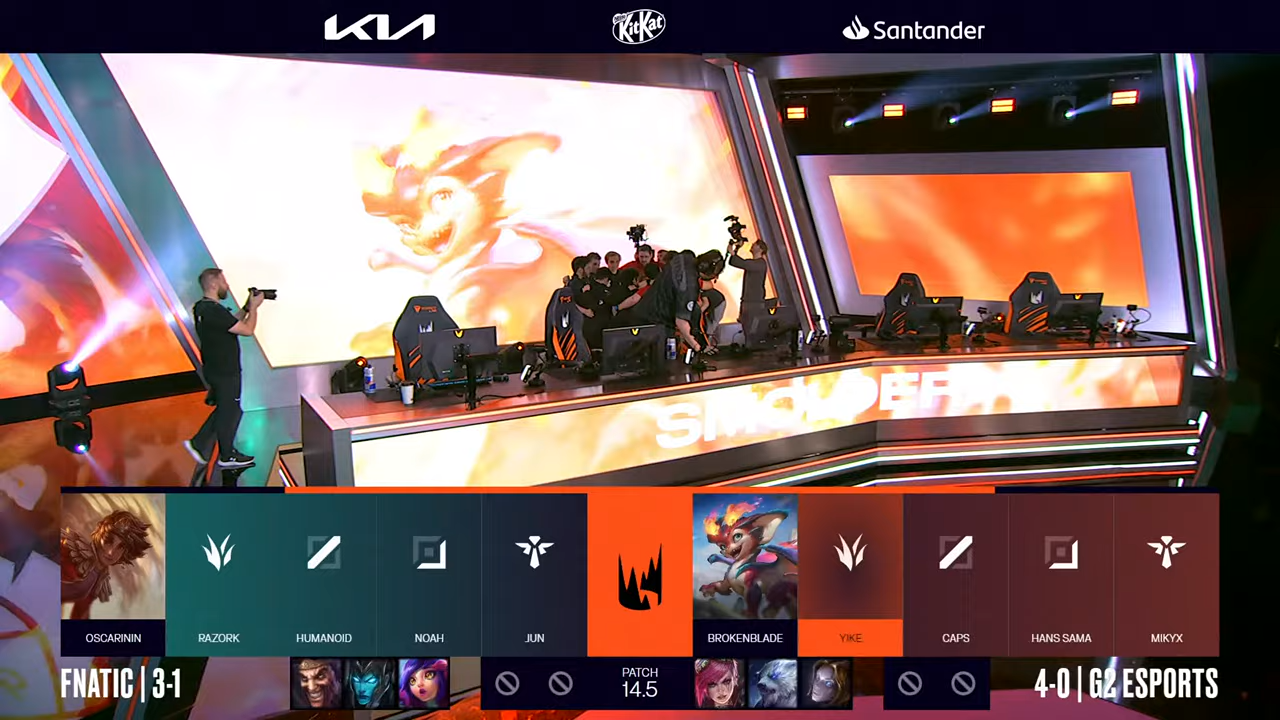 KIA
Nestlé
KitKat
Santander
SMOLDER
OSCARININ
RAZORK
HUMANOID
NOAH
JUN
BROKENBLADE
YIKE
CAPS
HANS SAMA
MIKYX
FNATIC | 3-1
PATCH
14.5
4-0 | G2 ESPORTS